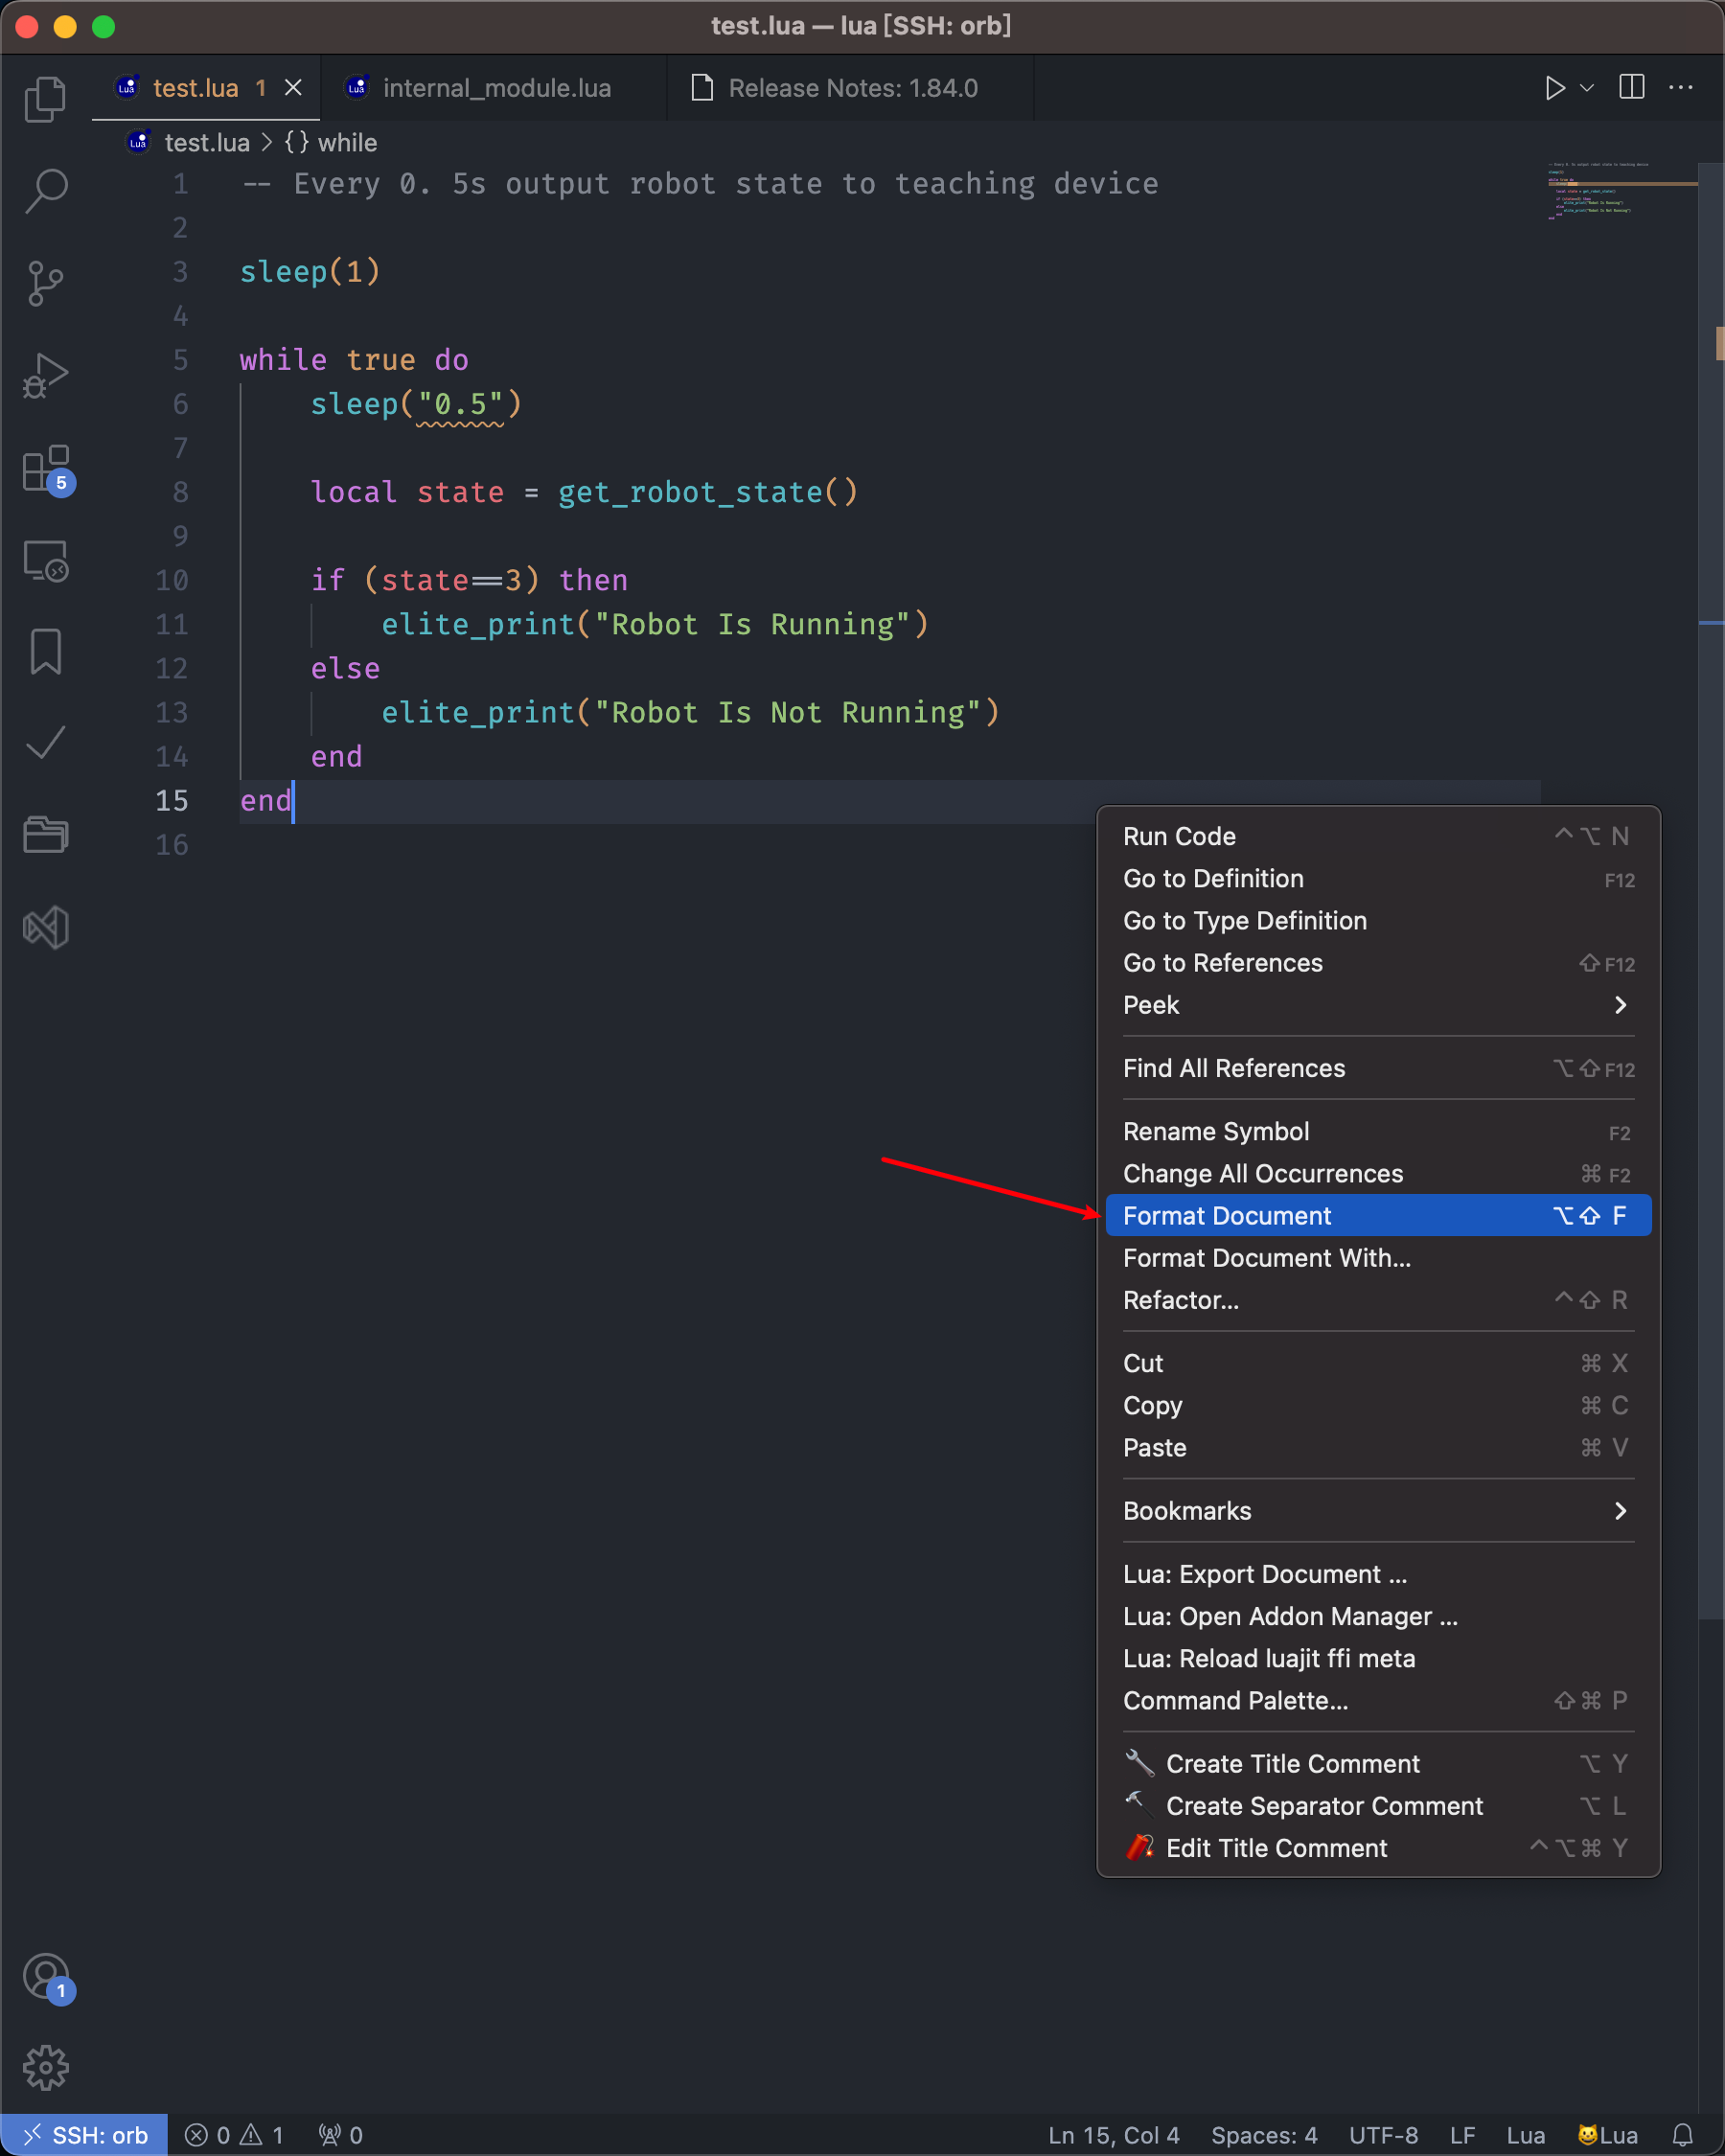 test.lua — lua [SSH: orb]
test.lua 1 internal_module.lua Release Notes: 1.84.0
test.lua > {} while
1 -- Every 0. 5s output robot state to teaching device
2
3 sleep(1)
4
5 while true do
6 sleep("0.5")
7
8 local state = get_robot_state()
9
10 if (state==3) then
11 elite_print("Robot Is Running")
12 else
13 elite_print("Robot Is Not Running")
14 end
15 end
16
Run Code ⌃⌥ N
Go to Definition F12
Go to Type Definition
Go to References ⇧F12
Peek
Find All References ⌥⇧F12
Rename Symbol F2
Change All Occurrences ⌘ F2
Format Document ⌥⇧ F
Format Document With...
Refactor... ⌃⇧ R
Cut ⌘ X
Copy ⌘ C
Paste ⌘ V
Bookmarks
Lua: Export Document ...
Lua: Open Addon Manager ...
Lua: Reload luajit ffi meta
Command Palette... ⇧⌘ P
Create Title Comment ⌥ Y
Create Separator Comment ⌥ L
Edit Title Comment ⌃⌥⌘ Y
5
1
SSH: orb 0 1 0 Ln 15, Col 4 Spaces: 4 UTF-8 LF Lua 😺Lua